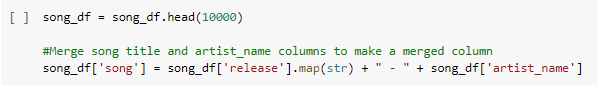 [ ] song_df = song_df.head(10000)
#Merge song title and artist_name columns to make a merged column
song_df['song'] = song_df['release'].map(str) + " - " + song_df['artist_name']